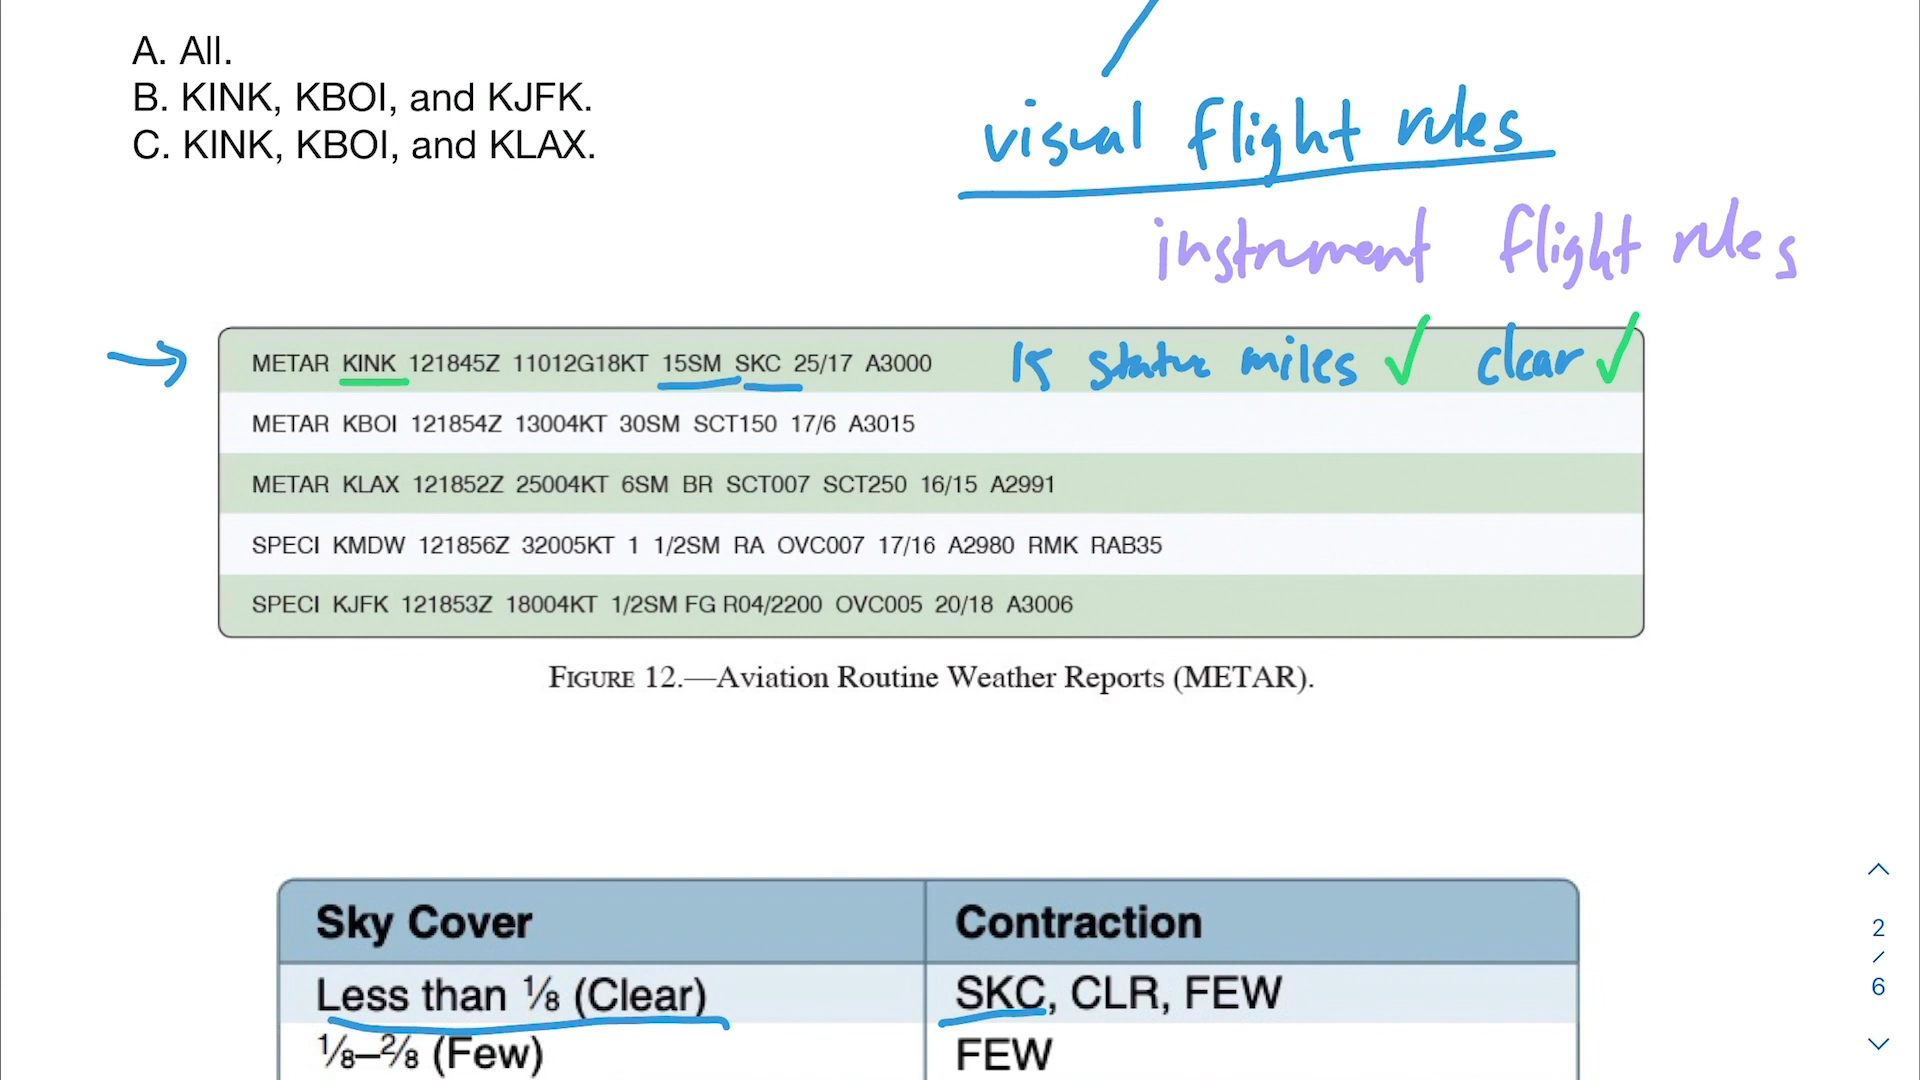 A. All.
B. KINK, KBOI, and KJFK.
C. KINK, KBOI, and KLAX.
visual flight rules
instrument flight rules
METAR KINK 121845Z 11012G18KT 15SM SKC 25/17 A3000 15 statue miles ✓ clear ✓
METAR KBOI 121854Z 13004KT 30SM SCT150 17/6 A3015
METAR KLAX 121852Z 25004KT 6SM BR SCT007 SCT250 16/15 A2991
SPECI KMDW 121856Z 32005KT 1 1/2SM RA OVC007 17/16 A2980 RMK RAB35
SPECI KJFK 121853Z 18004KT 1/2SM FG R04/2200 OVC005 20/18 A3006
FIGURE 12.—Aviation Routine Weather Reports (METAR).
Sky Cover Contraction
Less than ⅛ (Clear) SKC, CLR, FEW
⅛–²⁄₈ (Few) FEW
2
/
6